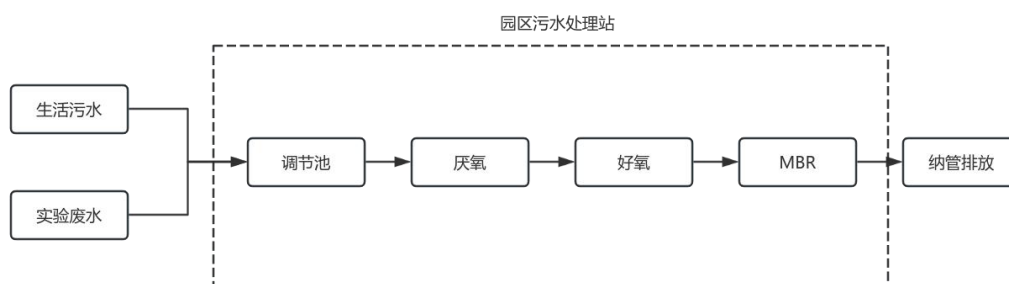 园区污水处理站
生活污水
调节池
厌氧
好氧
MBR
纳管排放
实验废水